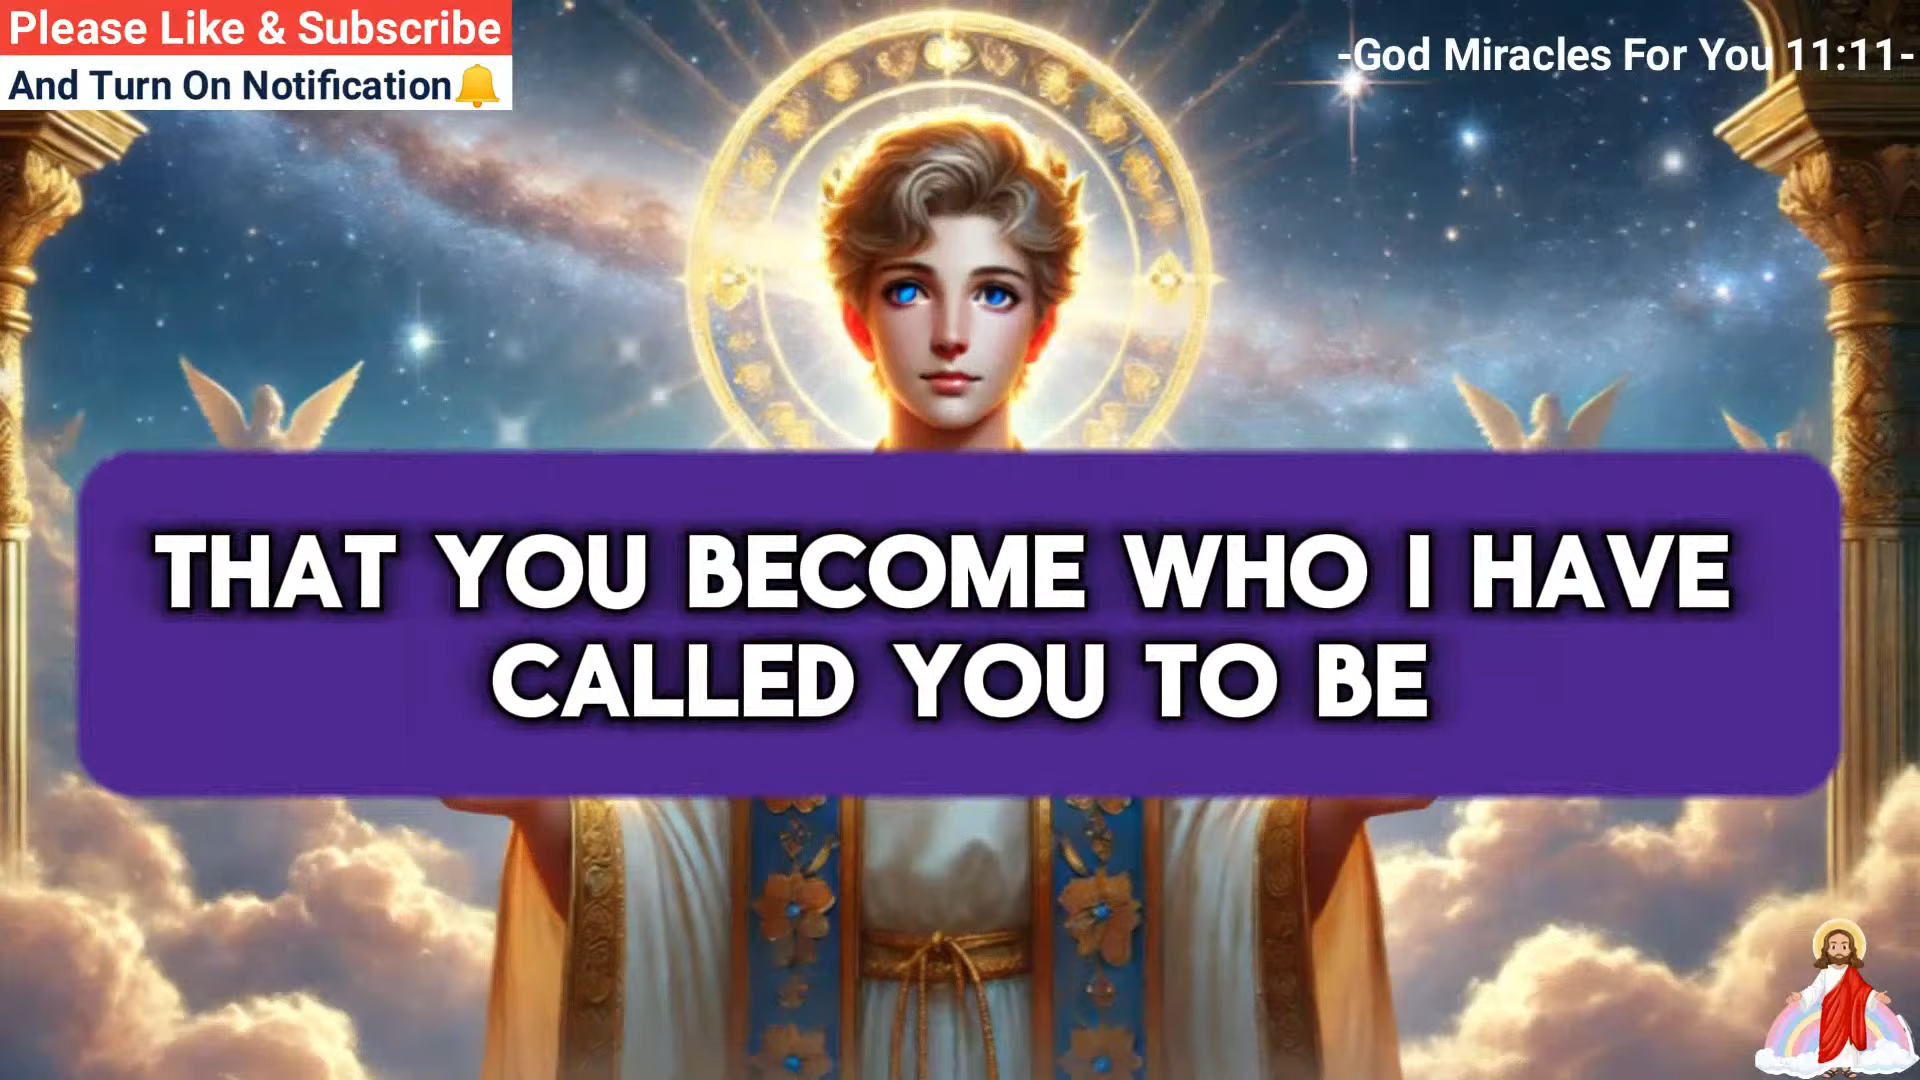 Please Like & Subscribe
And Turn On Notification🔔
-God Miracles For You 11:11-
THAT YOU BECOME WHO I HAVE
CALLED YOU TO BE